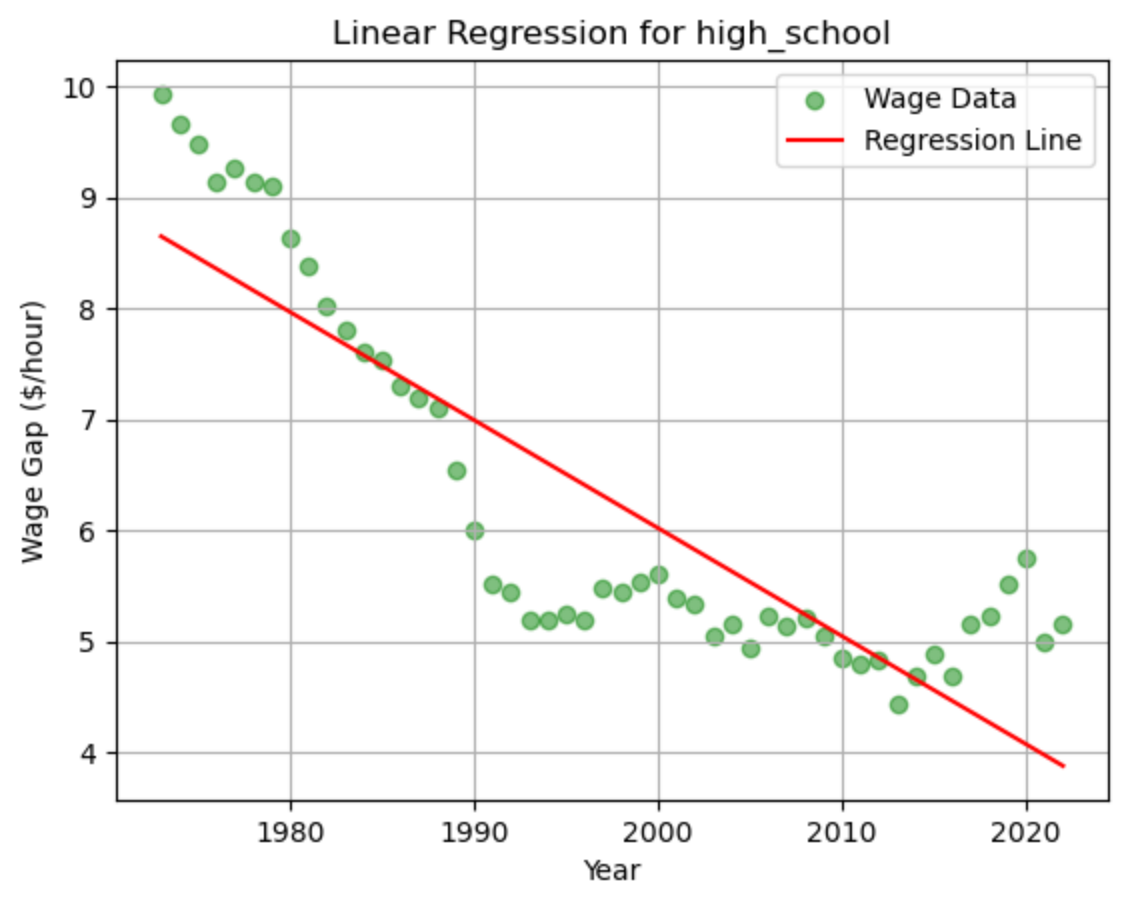 Linear Regression for high_school
Wage Data
Regression Line
10
9
8
7
6
5
4
Wage Gap ($/hour)
1980 1990 2000 2010 2020
Year